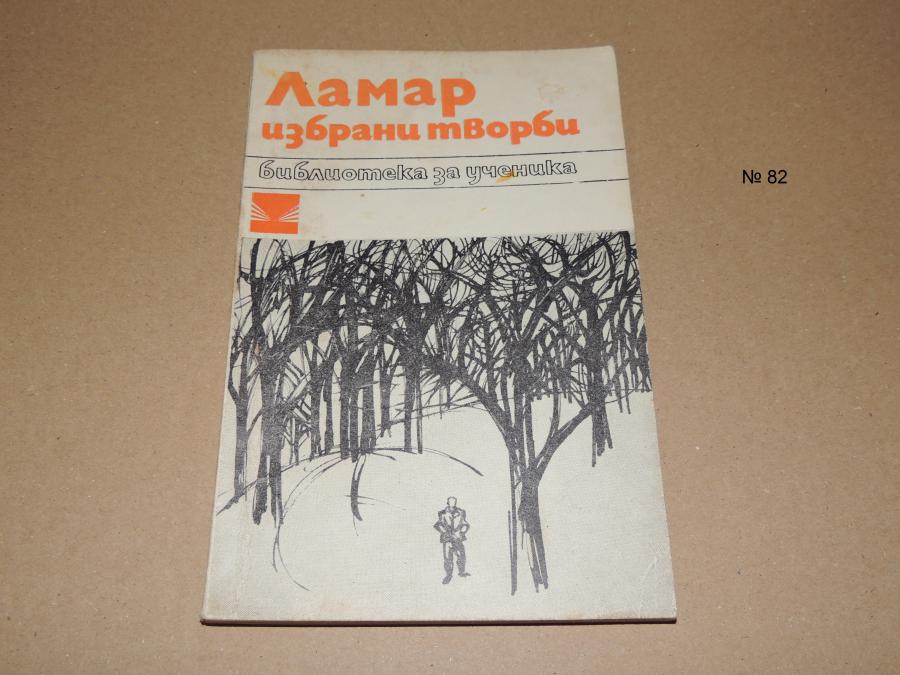 Ламар
избрани творби
библиотека за ученика
№ 82